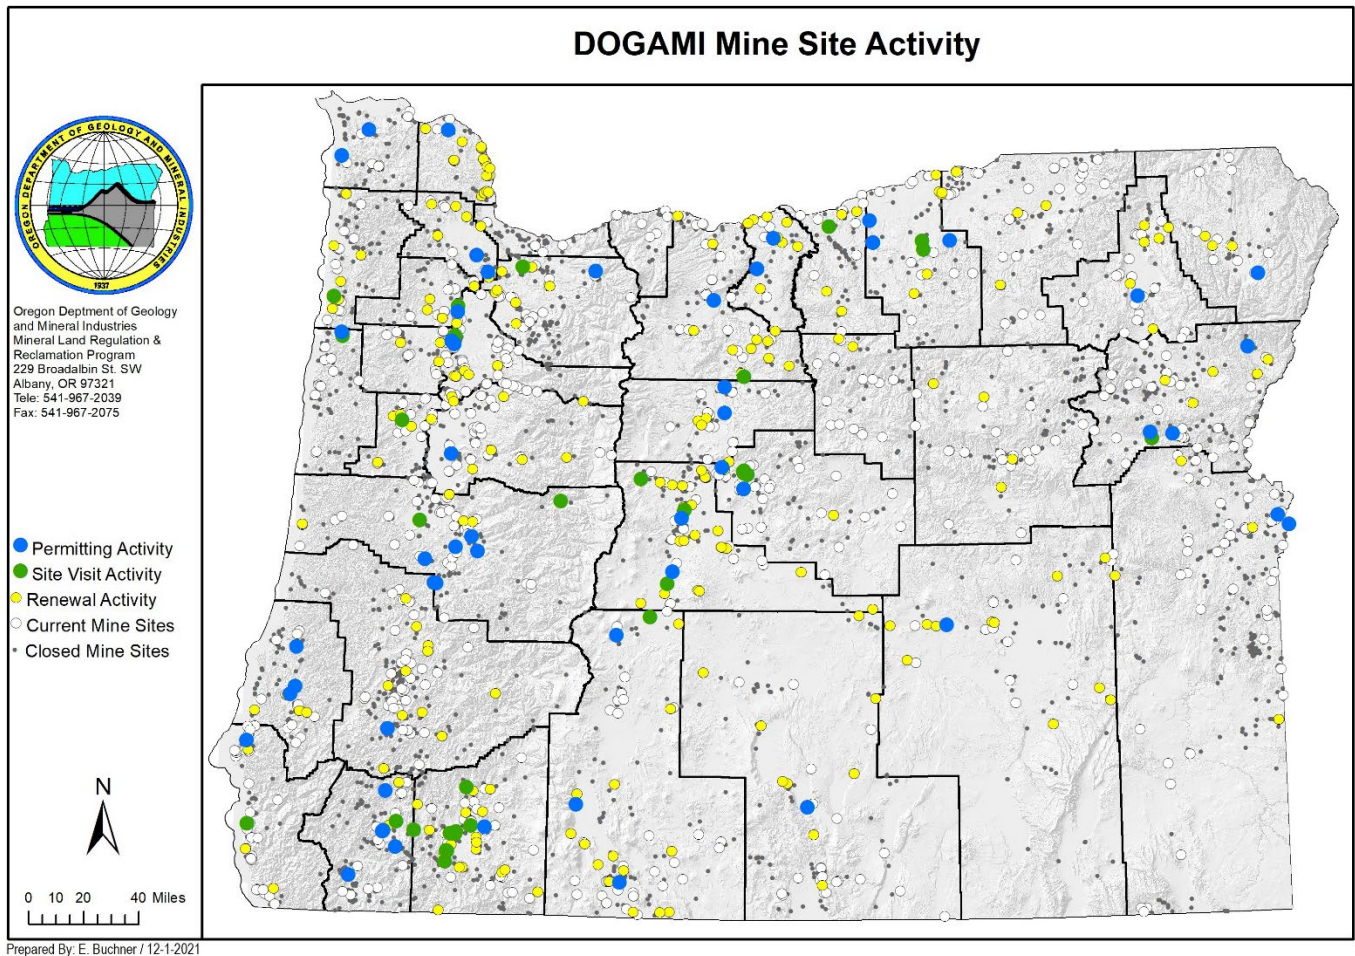 DOGAMI Mine Site Activity
OREGON DEPARTMENT OF GEOLOGY AND MINERAL INDUSTRIES
1937
Oregon Deptment of Geology
and Mineral Industries
Mineral Land Regulation &
Reclamation Program
229 Broadalbin St. SW
Albany, OR 97321
Tele: 541-967-2039
Fax: 541-967-2075
Permitting Activity
Site Visit Activity
Renewal Activity
Current Mine Sites
Closed Mine Sites
N
0 10 20 40 Miles
Prepared By: E. Buchner / 12-1-2021